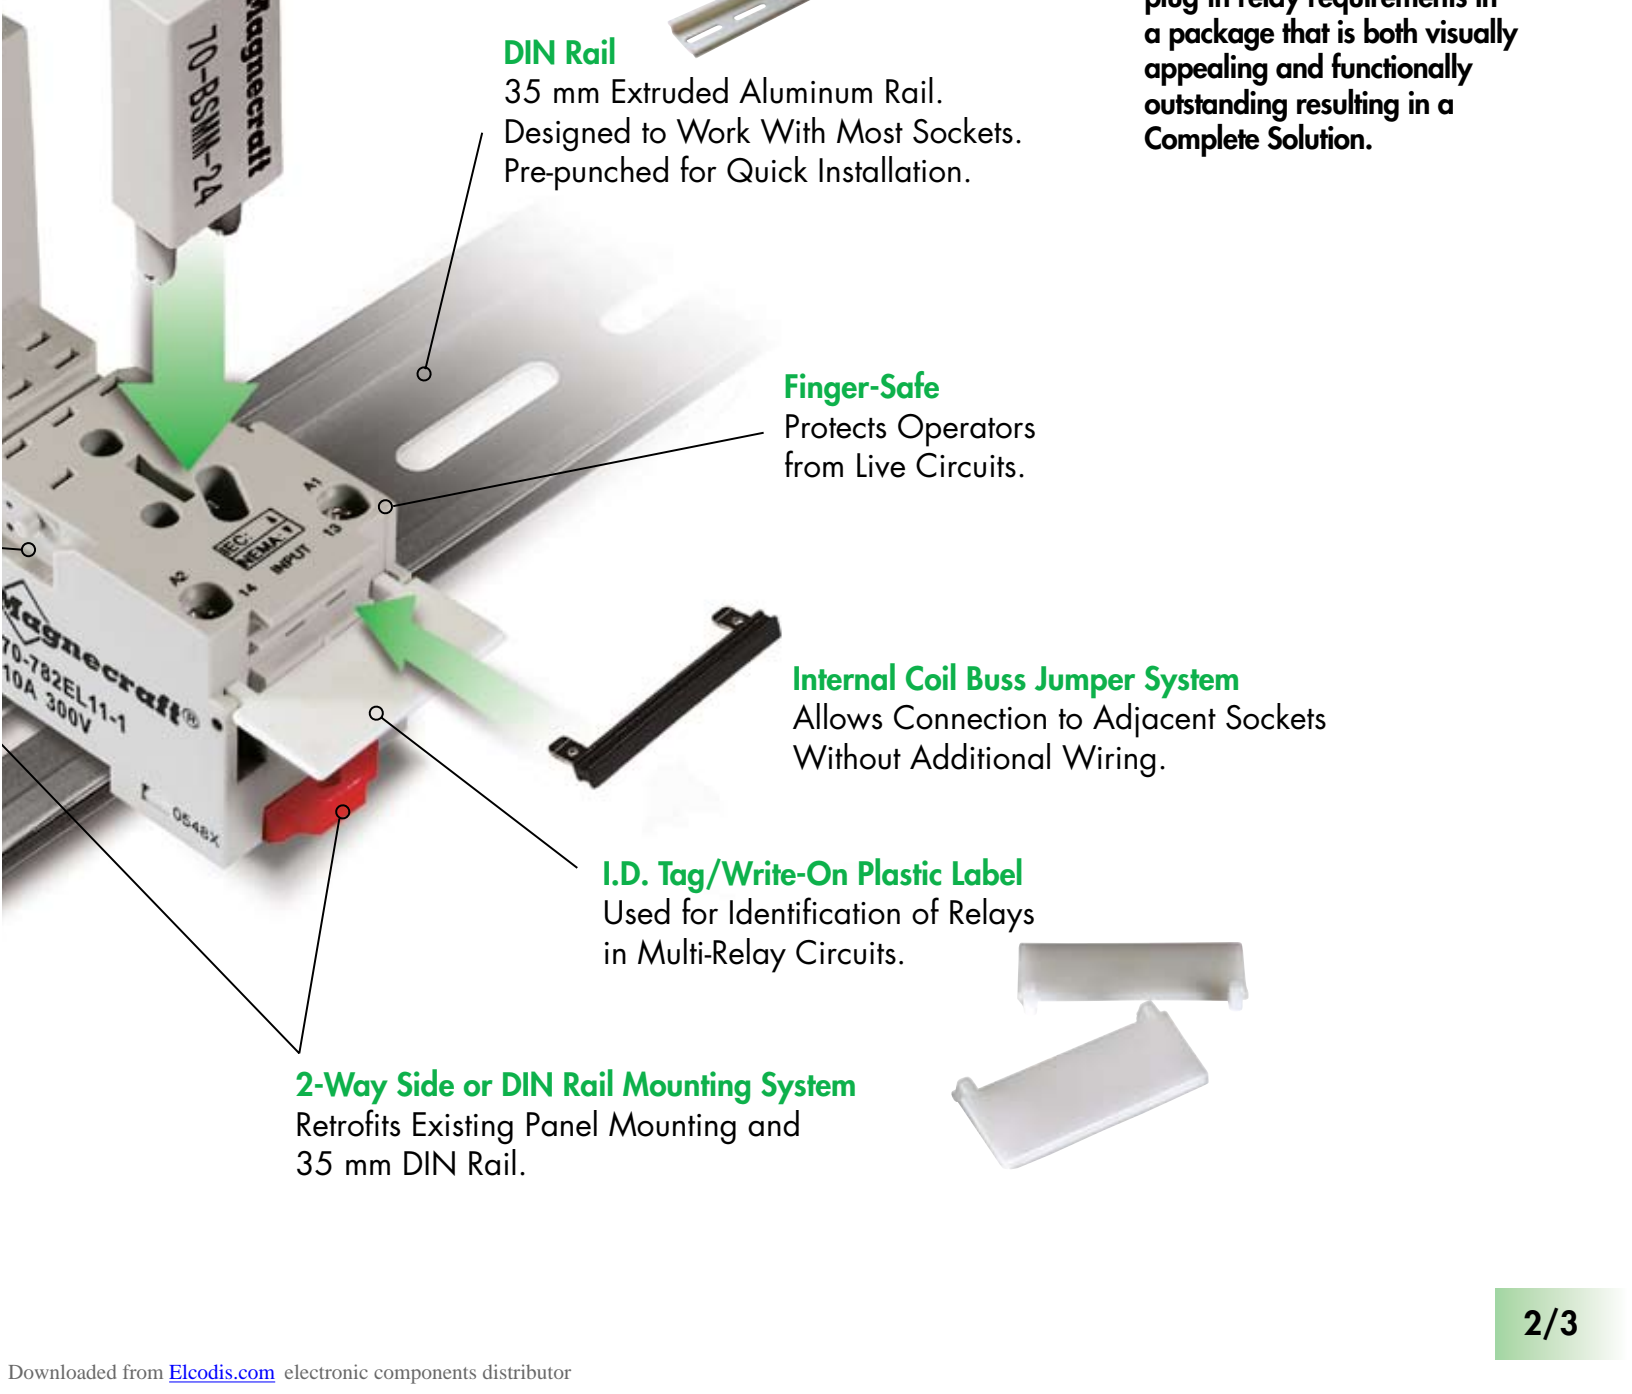 plug-in relay requirements in
a package that is both visually
appealing and functionally
outstanding resulting in a
Complete Solution.
DIN Rail
35 mm Extruded Aluminum Rail.
Designed to Work With Most Sockets.
Pre-punched for Quick Installation.
Magnecraft
70-BSMM-24
Finger-Safe
Protects Operators
from Live Circuits.
A1
13
IEC:
NEMA:
INPUT
A2
14
Magnecraft®
70-782EL11-1
10A 300V
0548X
Internal Coil Buss Jumper System
Allows Connection to Adjacent Sockets
Without Additional Wiring.
I.D. Tag/Write-On Plastic Label
Used for Identification of Relays
in Multi-Relay Circuits.
2-Way Side or DIN Rail Mounting System
Retrofits Existing Panel Mounting and
35 mm DIN Rail.
2/3
Downloaded from Elcodis.com electronic components distributor